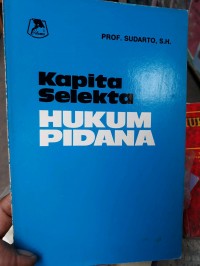 PROF. SUDARTO, S.H.
Kapita
Selekta
HUKUM
PIDANA